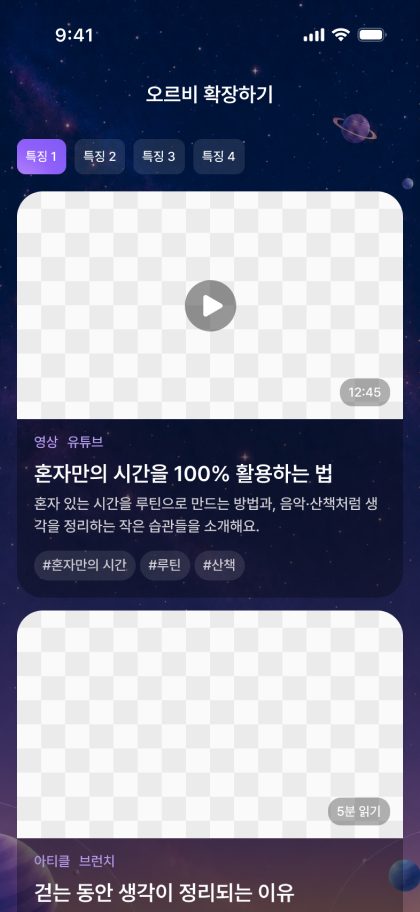 9:41
오르비 확장하기
특징 1 특징 2 특징 3 특징 4
12:45
영상 유튜브
혼자만의 시간을 100% 활용하는 법
혼자 있는 시간을 루틴으로 만드는 방법과, 음악·산책처럼 생
각을 정리하는 작은 습관들을 소개해요.
#혼자만의 시간 #루틴 #산책
5분 읽기
아티클 브런치
걷는 동안 생각이 정리되는 이유